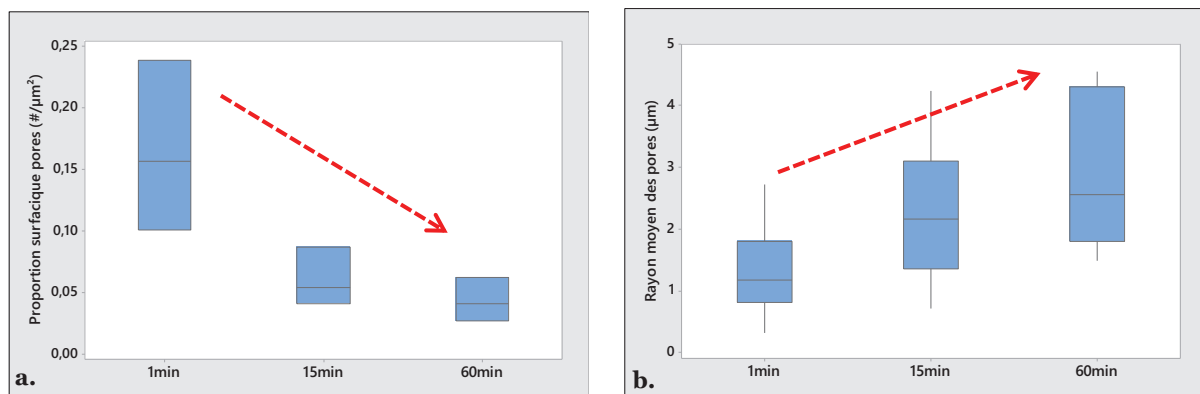 Proportion surfacique pores (#/µm²)
0,25
0,20
0,15
0,10
0,05
0,00
1min
15min
60min
a.
Rayon moyen des pores (µm)
5
4
3
2
1
0
1min
15min
60min
b.